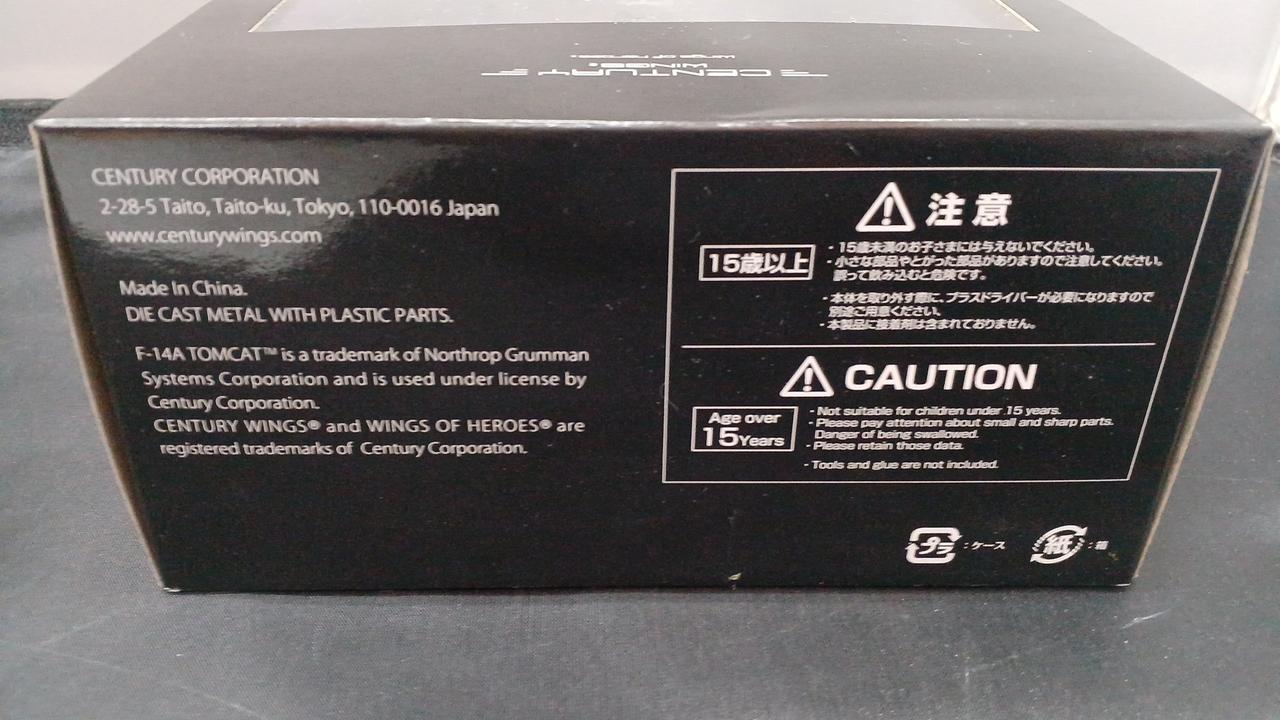 CENTURY
WINGS
wings of heroes
CENTURY CORPORATION
2-28-5 Taito, Taito-ku, Tokyo, 110-0016 Japan
www.centurywings.com
Made In China.
DIE CAST METAL WITH PLASTIC PARTS.
F-14A TOMCAT™ is a trademark of Northrop Grumman
Systems Corporation and is used under license by
Century Corporation.
CENTURY WINGS® and WINGS OF HEROES® are
registered trademarks of Century Corporation.
注意
15歳以上
・15歳未満のお子さまには与えないでください。
・小さな部品やとがった部品がありますので注意してください。
誤って飲み込むと危険です。
・本体を取り外す際に、プラスドライバーが必要になりますので
別途ご用意ください。
・本製品に接着剤は含まれておりません。
CAUTION
Age over
15Years
・Not suitable for children under 15 years.
・Please pay attention about small and sharp parts.
Danger of being swallowed.
・Please retain those data.
・Tools and glue are not included.
プラ:ケース
紙:箱